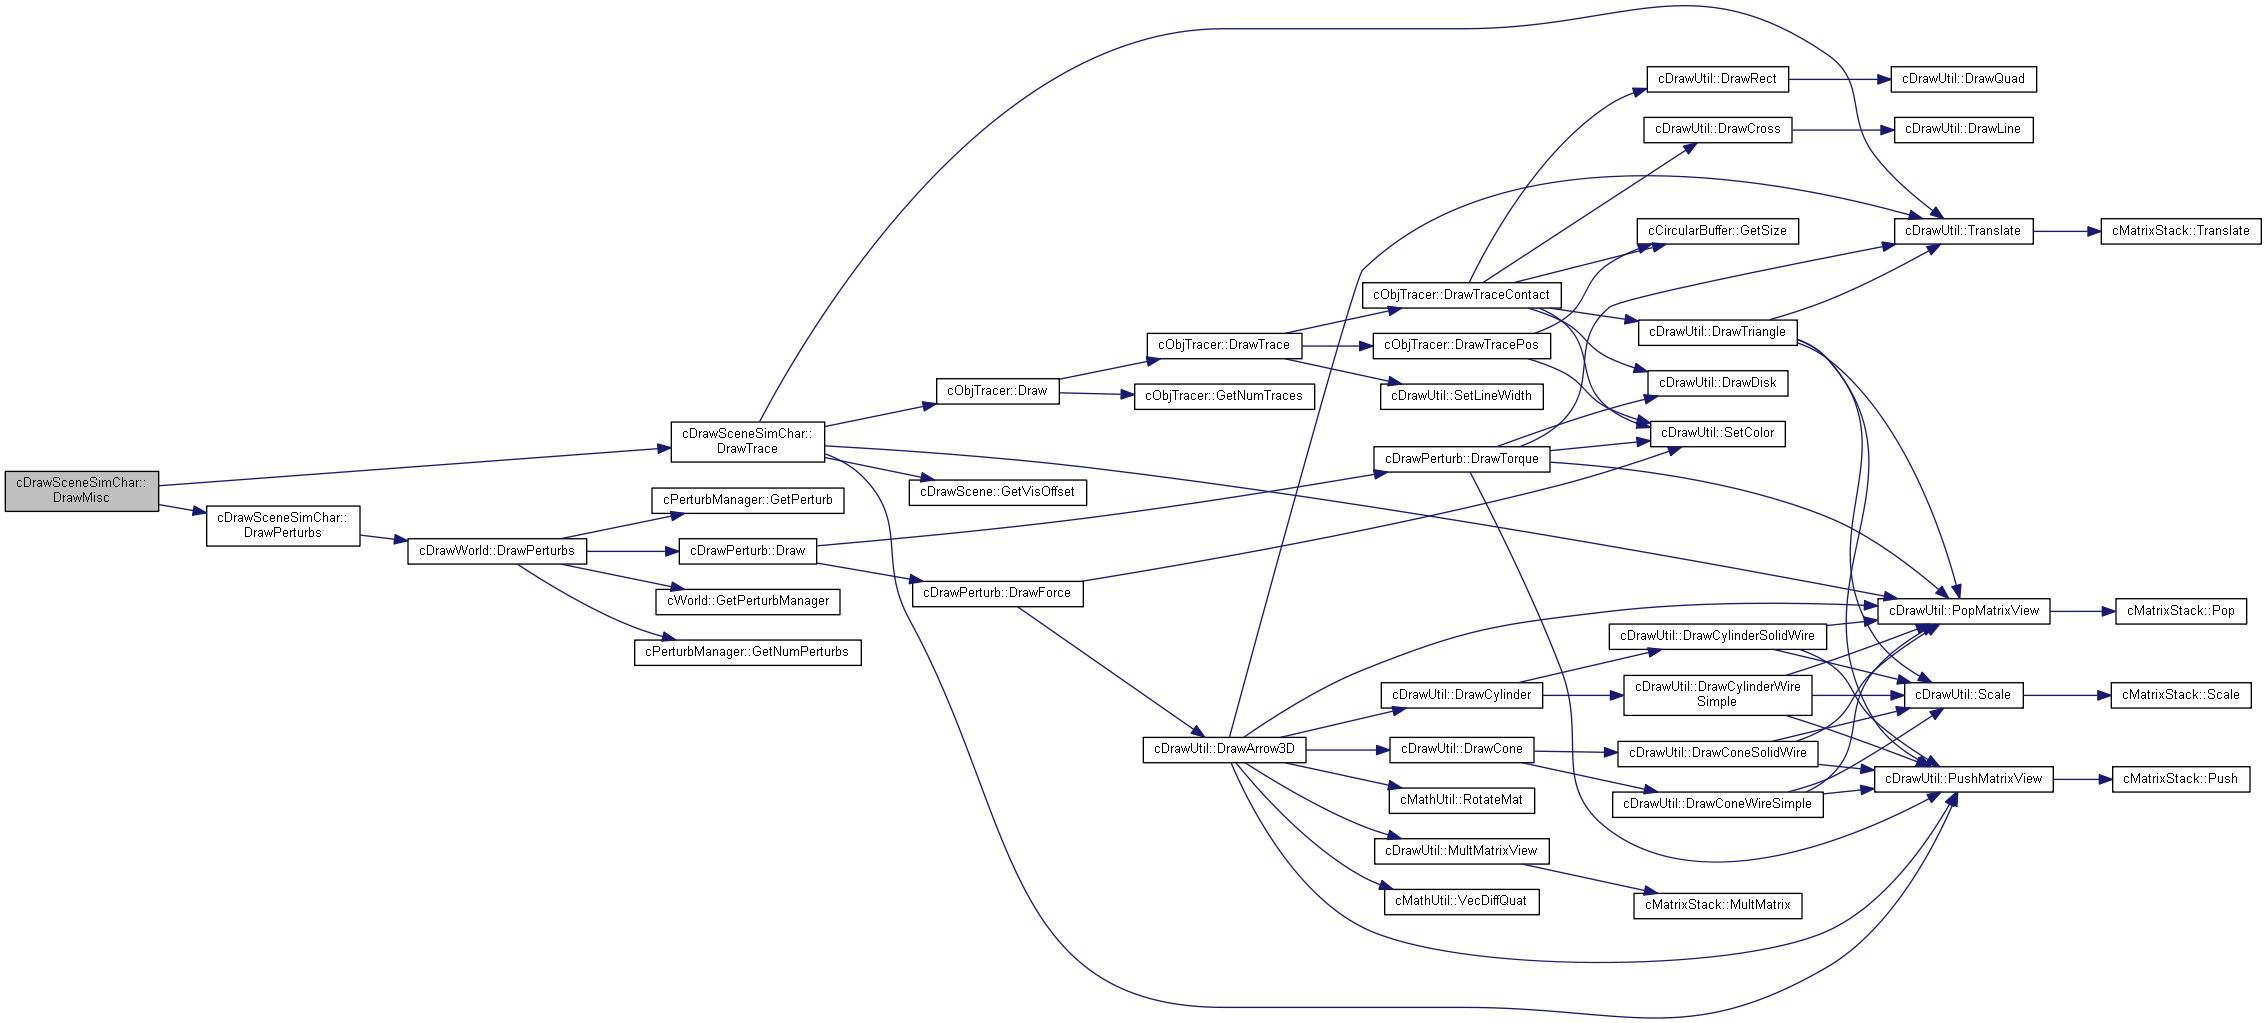 cDrawSceneSimChar::
DrawMisc
cDrawSceneSimChar::
DrawTrace
cDrawSceneSimChar::
DrawPerturbs
cDrawWorld::DrawPerturbs
cPerturbManager::GetPerturb
cDrawPerturb::Draw
cWorld::GetPerturbManager
cPerturbManager::GetNumPerturbs
cObjTracer::Draw
cDrawScene::GetVisOffset
cDrawPerturb::DrawForce
cObjTracer::DrawTrace
cObjTracer::GetNumTraces
cDrawUtil::DrawArrow3D
cObjTracer::DrawTraceContact
cObjTracer::DrawTracePos
cDrawUtil::SetLineWidth
cDrawPerturb::DrawTorque
cDrawUtil::DrawCylinder
cDrawUtil::DrawCone
cMathUtil::RotateMat
cDrawUtil::MultMatrixView
cMathUtil::VecDiffQuat
cDrawUtil::DrawRect
cDrawUtil::DrawCross
cCircularBuffer::GetSize
cDrawUtil::DrawTriangle
cDrawUtil::DrawDisk
cDrawUtil::SetColor
cDrawUtil::DrawCylinderSolidWire
cDrawUtil::DrawCylinderWire
Simple
cDrawUtil::DrawConeSolidWire
cDrawUtil::DrawConeWireSimple
cMatrixStack::MultMatrix
cDrawUtil::DrawQuad
cDrawUtil::DrawLine
cDrawUtil::Translate
cDrawUtil::PopMatrixView
cDrawUtil::Scale
cDrawUtil::PushMatrixView
cMatrixStack::Translate
cMatrixStack::Pop
cMatrixStack::Scale
cMatrixStack::Push